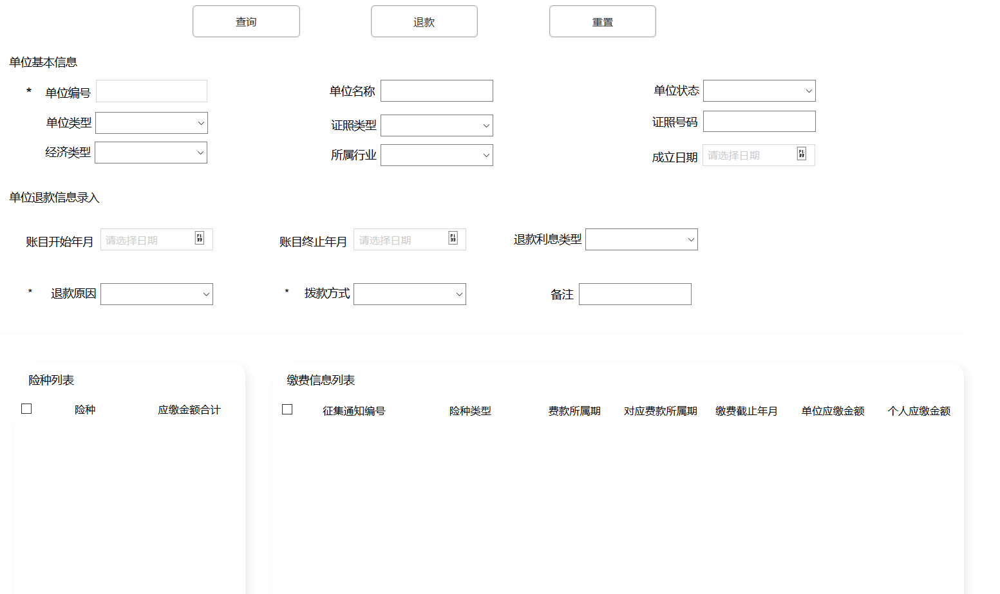 查询 退款 重置
单位基本信息
* 单位编号 单位名称 单位状态
单位类型 证照类型 证照号码
经济类型 所属行业 成立日期 请选择日期
单位退款信息录入
账目开始年月 请选择日期 账目终止年月 请选择日期 退款利息类型
* 退款原因 * 拨款方式 备注
险种列表 缴费信息列表
险种 应缴金额合计 征集通知编号 险种类型 费款所属期 对应费款所属期 缴费截止年月 单位应缴金额 个人应缴金额